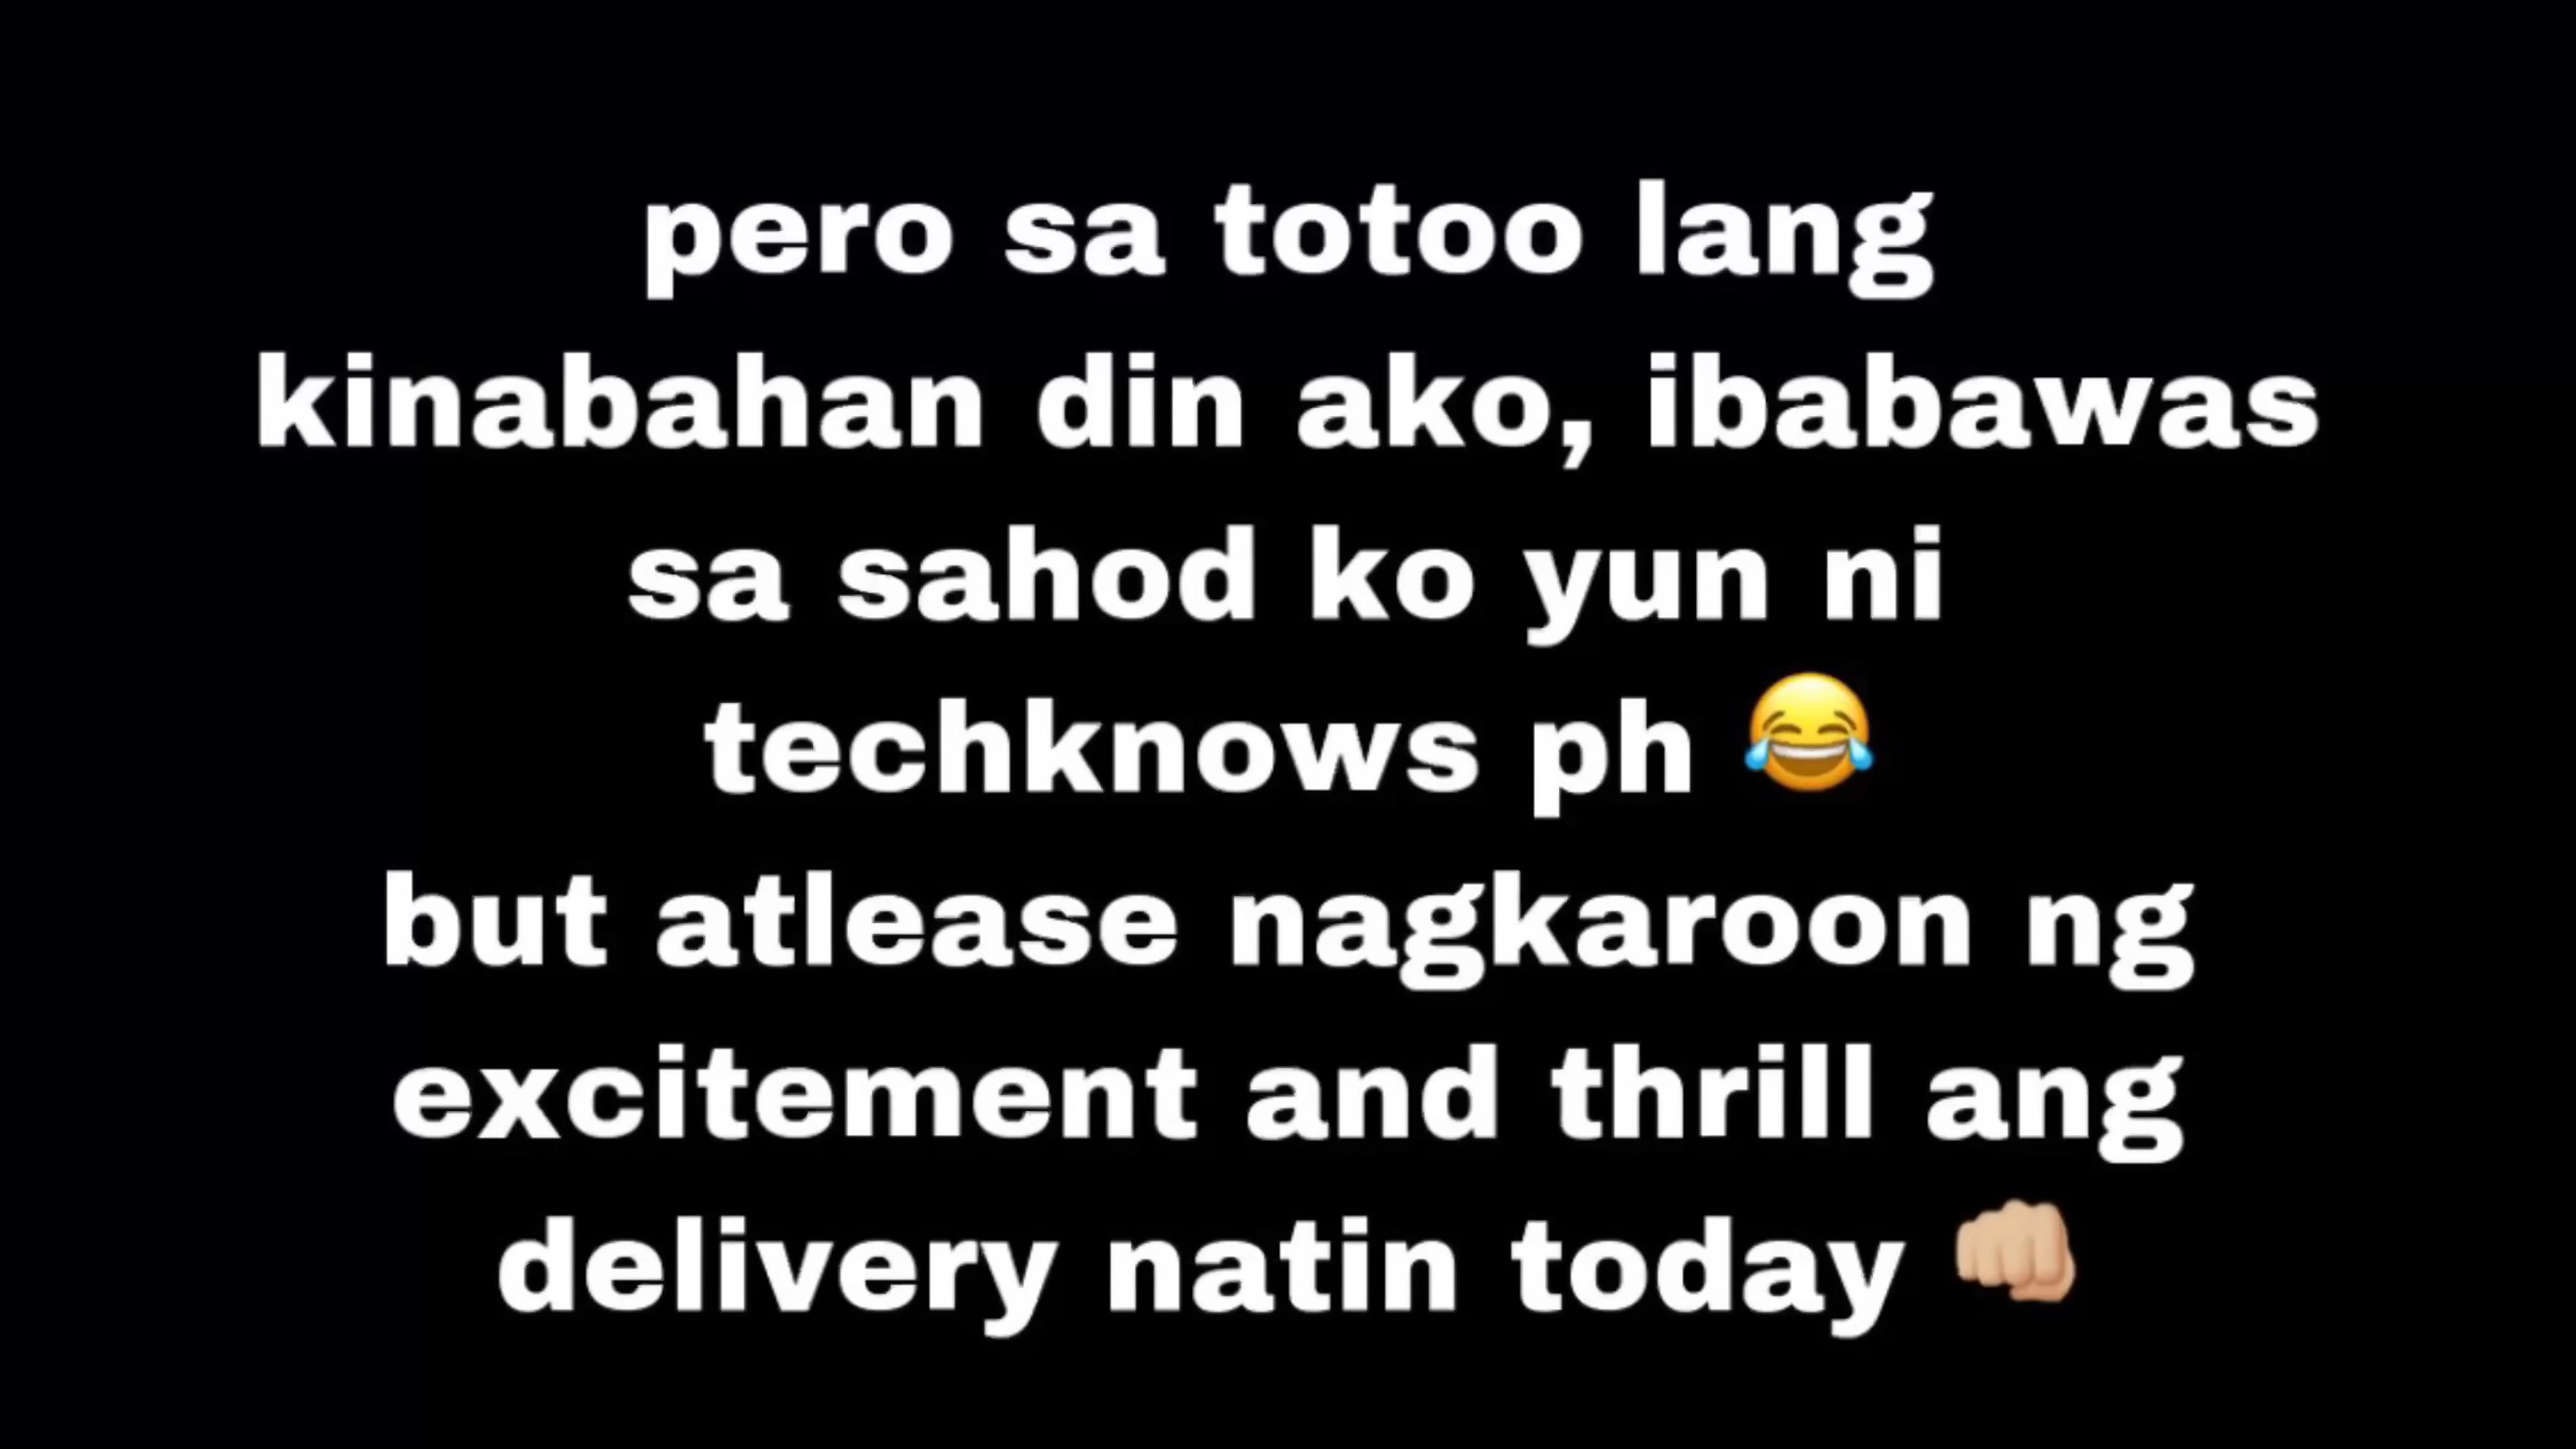 pero sa totoo lang
kinabahan din ako, ibabawas
sa sahod ko yun ni
techknows ph 😂
but atlease nagkaroon ng
excitement and thrill ang
delivery natin today 👊🏼